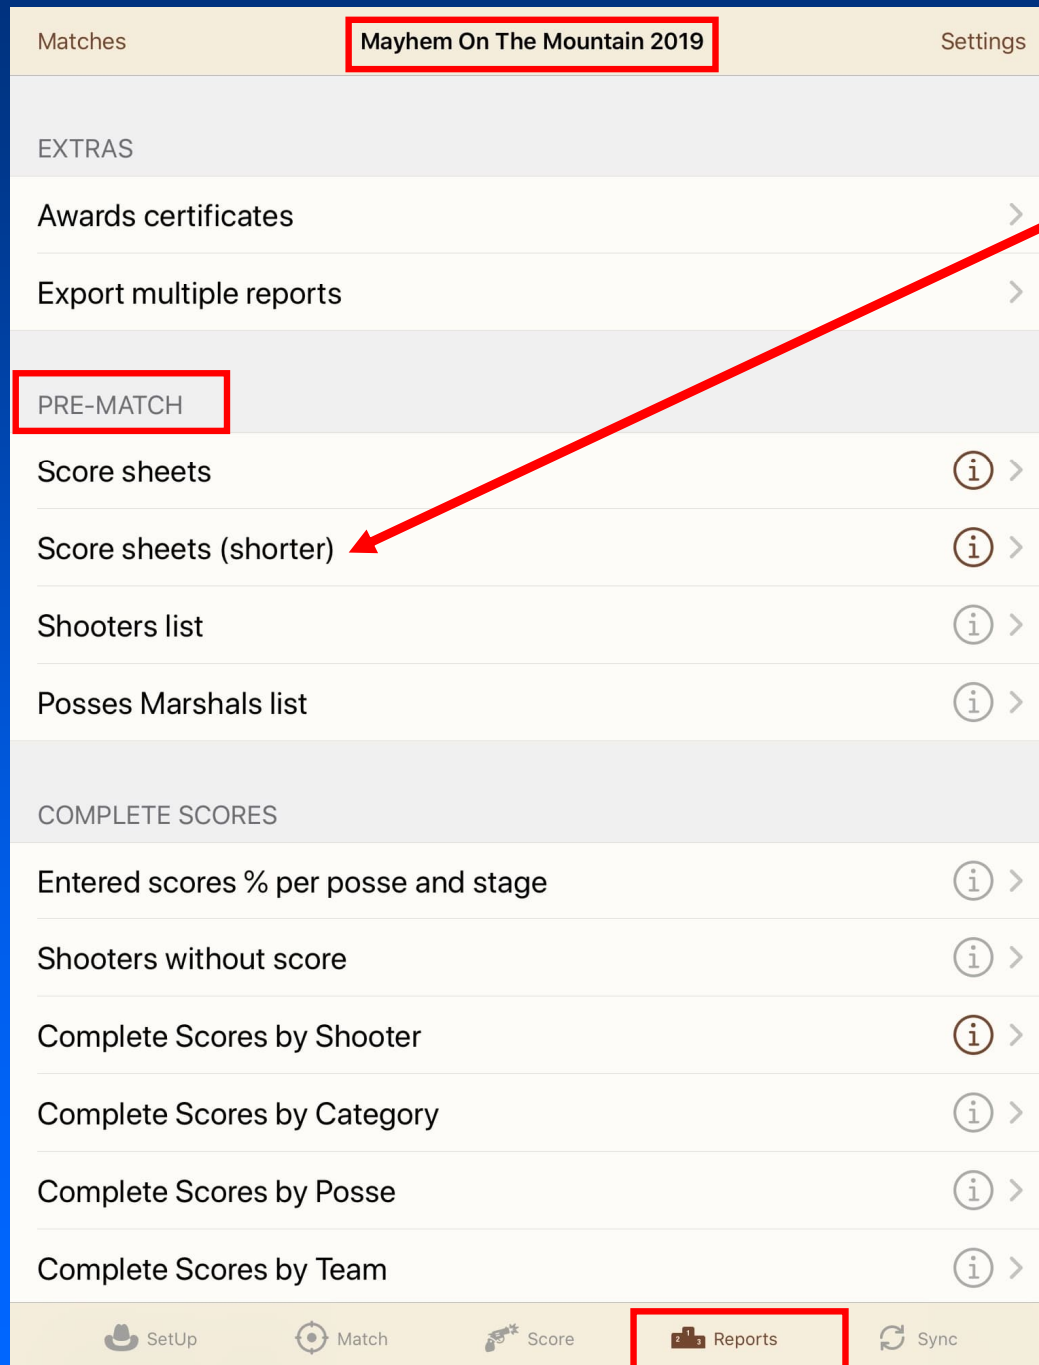 Matches Mayhem On The Mountain 2019 Settings
EXTRAS
Awards certificates
Export multiple reports
PRE-MATCH
Score sheets
Score sheets (shorter)
Shooters list
Posses Marshals list
COMPLETE SCORES
Entered scores % per posse and stage
Shooters without score
Complete Scores by Shooter
Complete Scores by Category
Complete Scores by Posse
Complete Scores by Team
SetUp Match Score Reports Sync